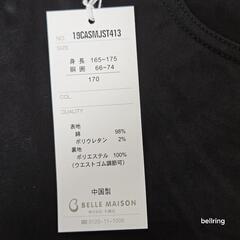 NO. 19CASMJST413
SIZE
身 長 165-175
胴 囲 66-74
170
COL.
QUALITY
表地
綿 98%
ポリウレタン 2%
裏地
ポリエステル 100%
(ウエストゴム調節可)
中国製
BELLE MAISON
bellring